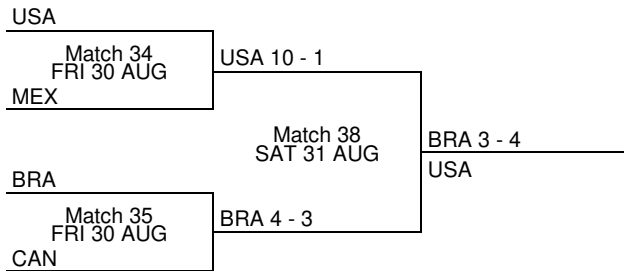 USA
Match 34
FRI 30 AUG
USA 10 - 1
MEX
Match 38
SAT 31 AUG
BRA 3 - 4
USA
BRA
Match 35
FRI 30 AUG
BRA 4 - 3
CAN